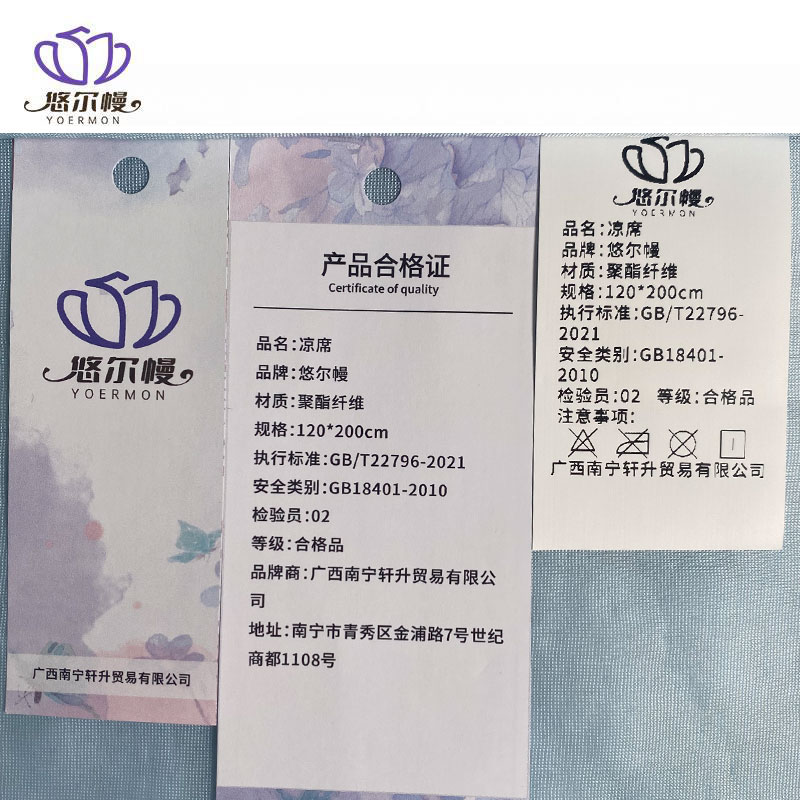 悠尔幔
YOERMON
悠尔幔
YOERMON
广西南宁轩升贸易有限公司
产品合格证
Certificate of quality
品名:凉席
品牌:悠尔幔
材质:聚酯纤维
规格:120*200cm
执行标准:GB/T22796-2021
安全类别:GB18401-2010
检验员:02
等级:合格品
品牌商:广西南宁轩升贸易有限公
司
地址:南宁市青秀区金浦路7号世纪
商都1108号
悠尔幔
YOERMON
品名:凉席
品牌:悠尔幔
材质:聚酯纤维
规格:120*200cm
执行标准:GB/T22796-
2021
安全类别:GB18401-
2010
检验员:02 等级:合格品
注意事项:
广西南宁轩升贸易有限公司